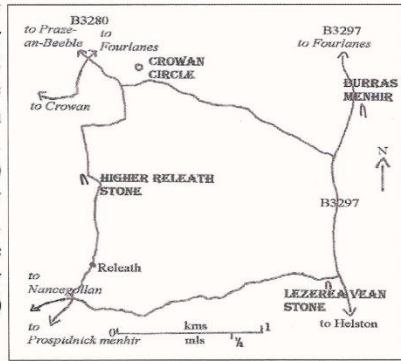 B3280
to Praze-
an-Beeble
to
Fourlanes
CROWAN
CIRCLE
B3297
to Fourlanes
BURRAS
MENHIR
to Crowan
N
HIGHER RELEATH
STONE
B3297
Releath
to
Nancegollan
LEZEREA VEAN
STONE
to
Prospidnick menhir
0 kms 1
mls ½
to Helston